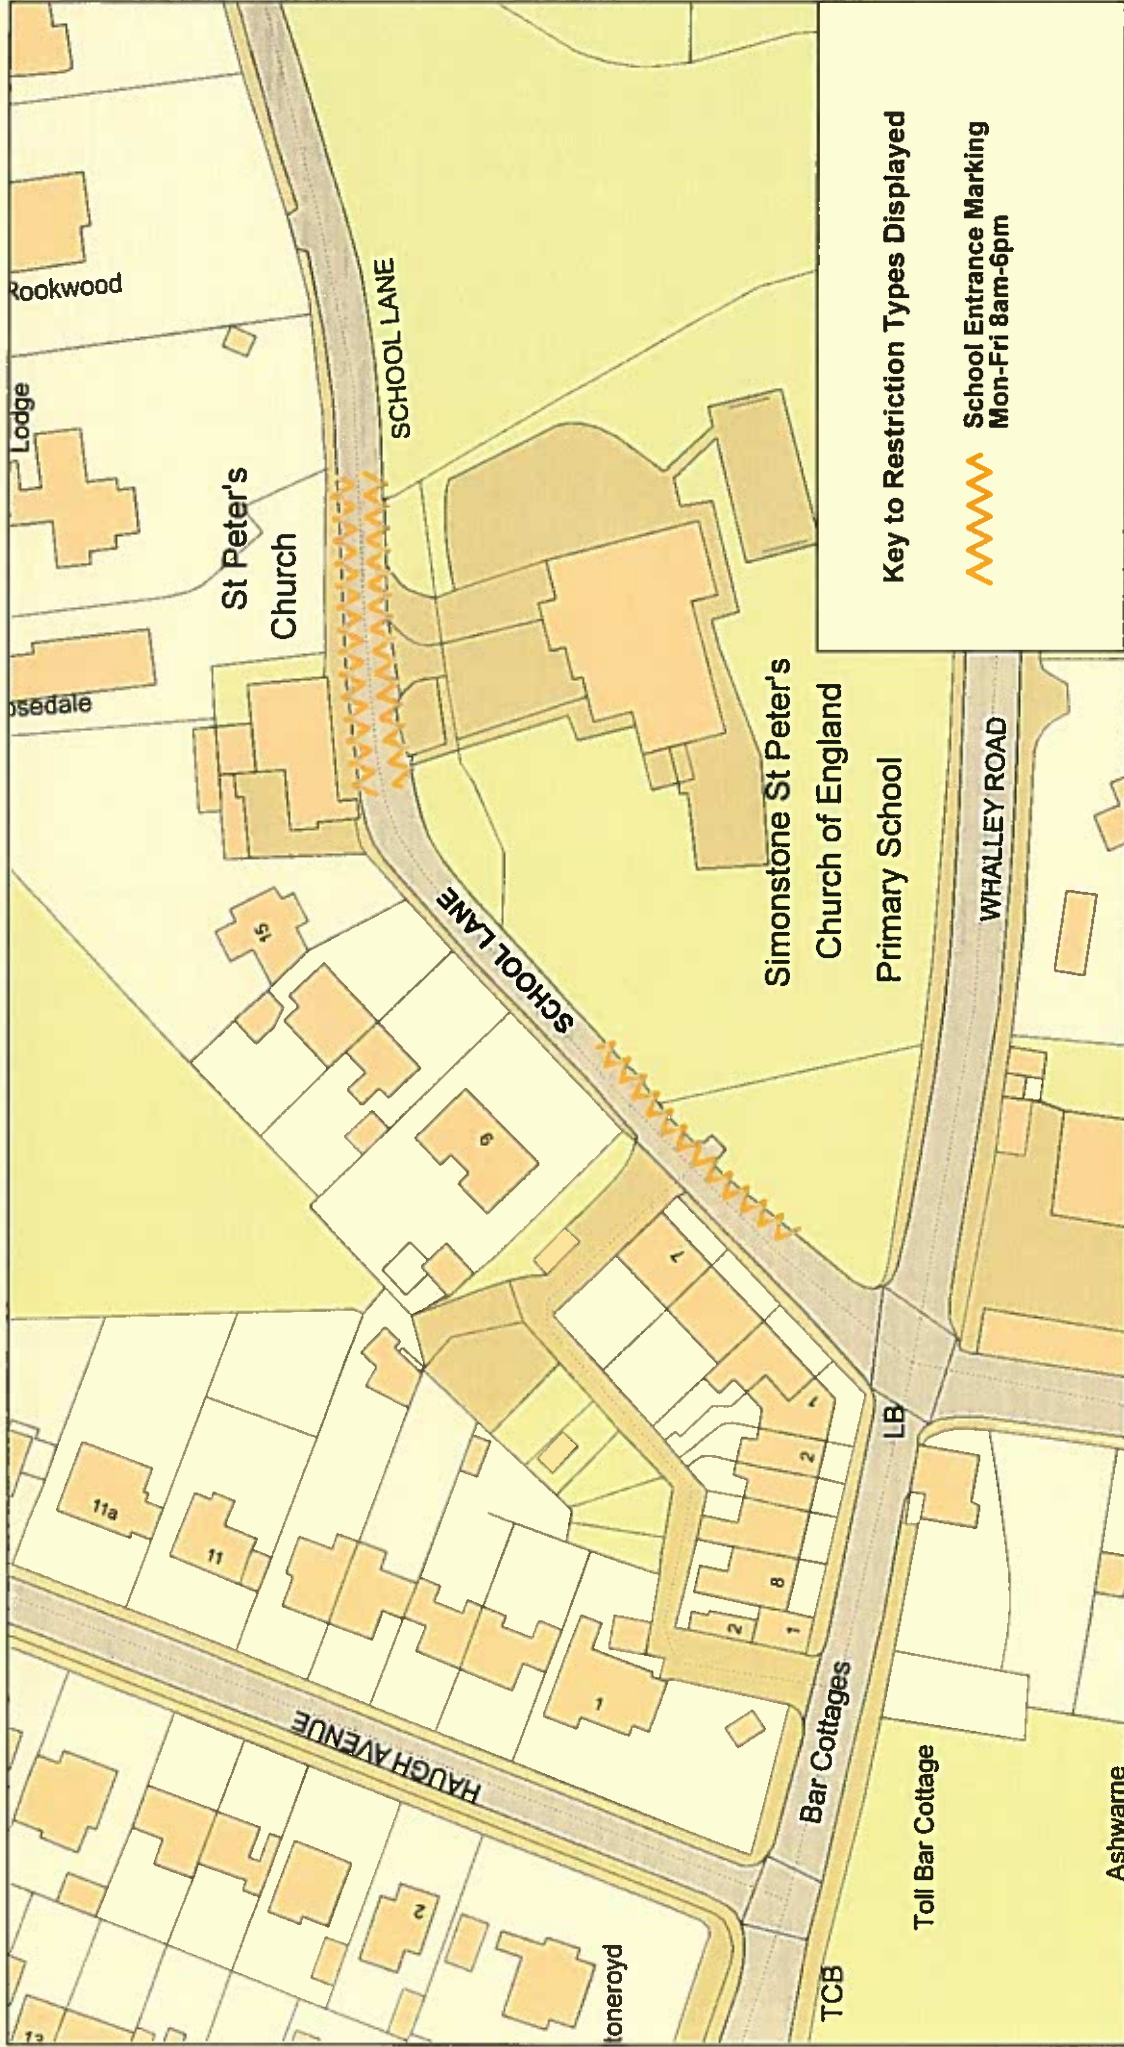 Lodge
Rookwood
St Peter's
Church
SCHOOL LANE
15
SCHOOL LANE
9
7
1
2
8
2
1
11a
11
1
2
HAUGH AVENUE
Simonstone St Peter's
Church of England
Primary School
WHALLEY ROAD
LB
Bar Cottages
Toll Bar Cottage
TCB
Key to Restriction Types Displayed
School Entrance Marking
Mon-Fri 8am-6pm